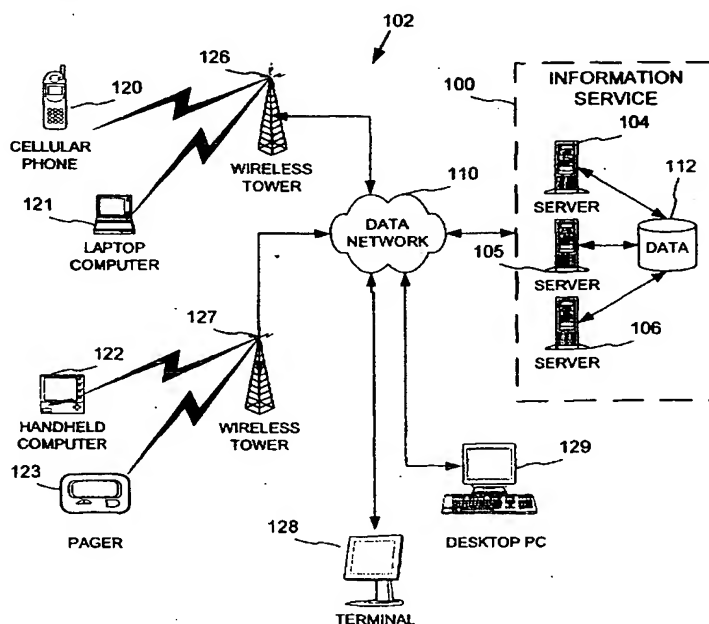 102
126
120
CELLULAR
PHONE
WIRELESS
TOWER
121
LAPTOP
COMPUTER
110
DATA
NETWORK
100
INFORMATION
SERVICE
104
SERVER
112
DATA
105
SERVER
106
SERVER
127
122
HANDHELD
COMPUTER
WIRELESS
TOWER
123
PAGER
128
TERMINAL
129
DESKTOP PC